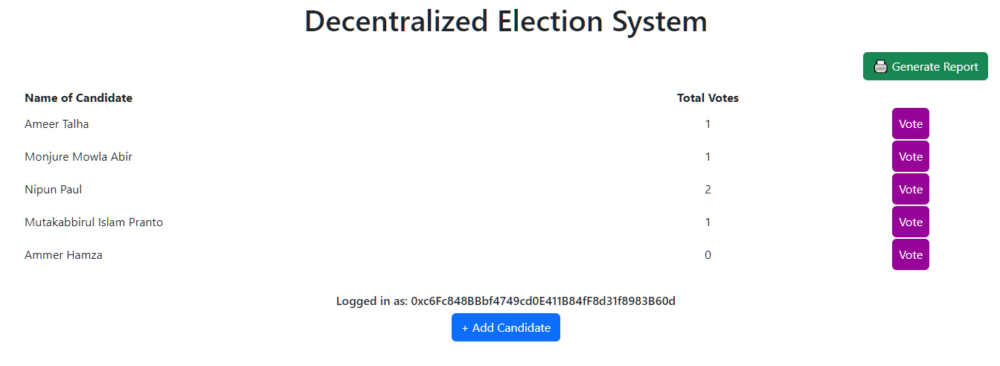 Decentralized Election System
Generate Report
Name of Candidate Total Votes
Ameer Talha 1 Vote
Monjure Mowla Abir 1 Vote
Nipun Paul 2 Vote
Mutakabbirul Islam Pranto 1 Vote
Ammer Hamza 0 Vote
Logged in as: 0xc6Fc848BBbf4749cd0E411B84fF8d31f8983B60d
+ Add Candidate